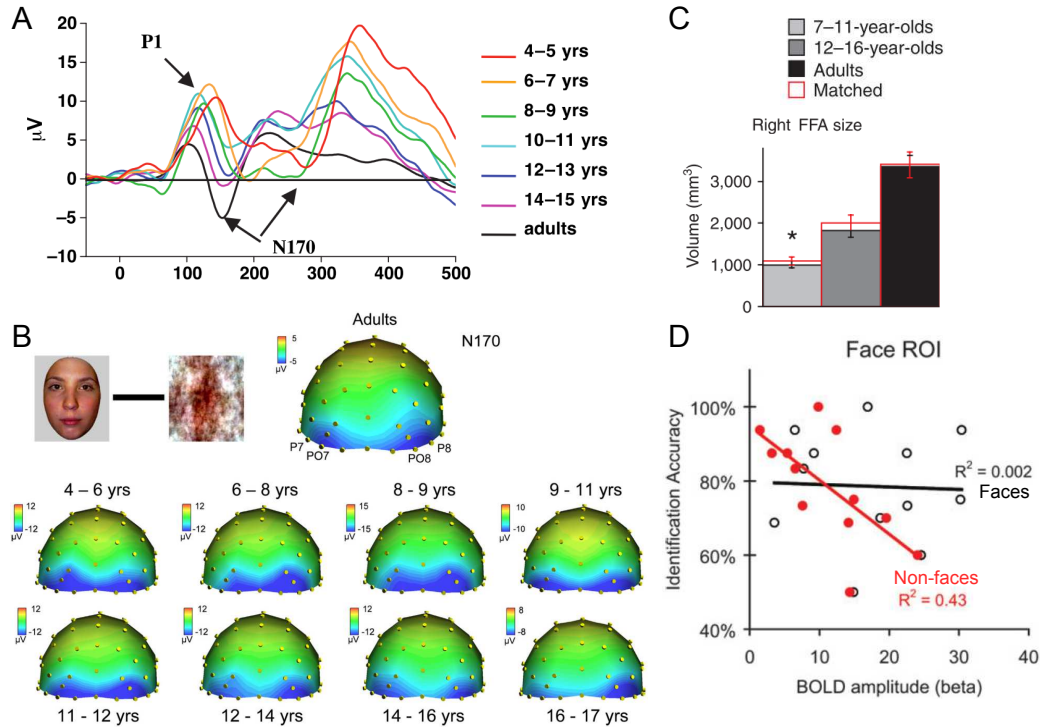 A
20
15
10
5
0
−5
−10
μV
P1
N170
0
100
200
300
400
500
4–5 yrs
6–7 yrs
8–9 yrs
10–11 yrs
12–13 yrs
14–15 yrs
adults
C
7–11-year-olds
12–16-year-olds
Adults
Matched
Right FFA size
Volume (mm³)
3,000
2,000
1,000
0
*
B
Adults
N170
5
-5
μV
P7
PO7
PO8
P8
4 – 6 yrs
6 – 8 yrs
8 - 9 yrs
9 - 11 yrs
12
-12
μV
12
-12
μV
15
-15
μV
10
-10
μV
12
-12
μV
12
-12
μV
12
-12
μV
8
-8
μV
11 - 12 yrs
12 - 14 yrs
14 - 16 yrs
16 - 17 yrs
D
Face ROI
Identification Accuracy
100%
80%
60%
40%
R² = 0.002
Faces
Non-faces
R² = 0.43
0
10
20
30
40
BOLD amplitude (beta)